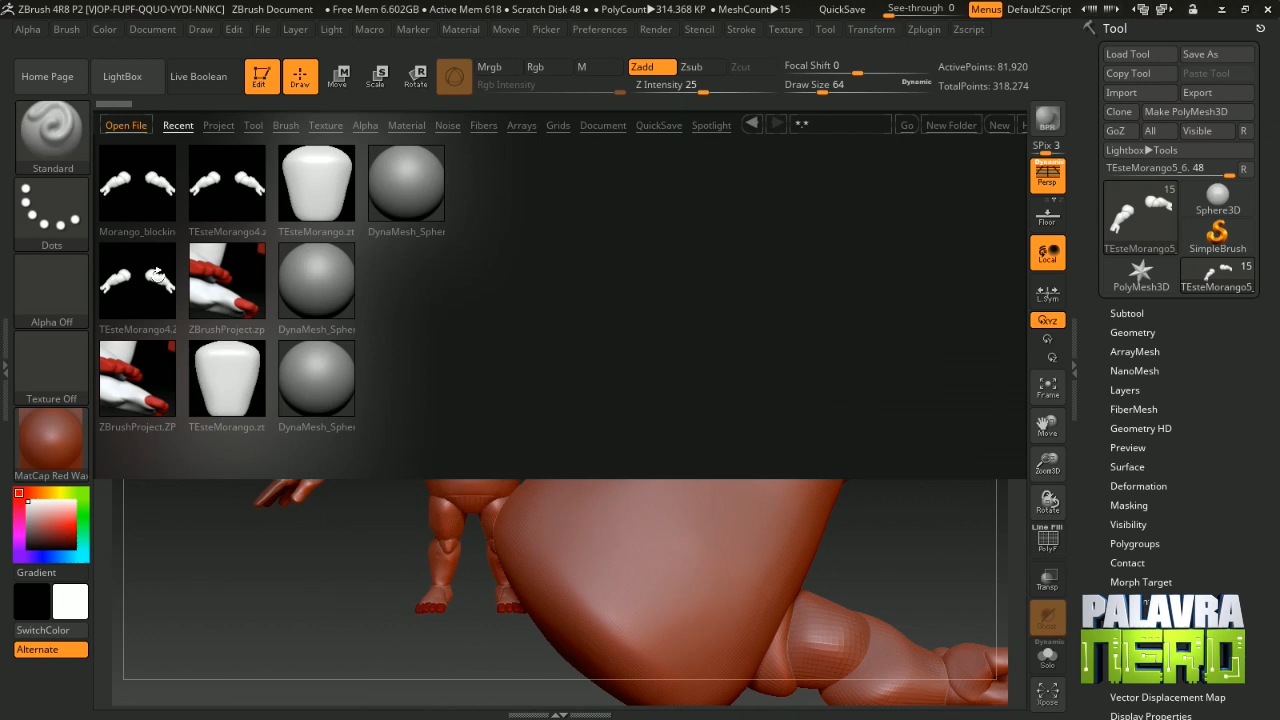 ZBrush 4R8 P2 [VJOP-FUPF-QQUO-VYDI-NNKC] ZBrush Document • Free Mem 6.602GB • Active Mem 618 • Scratch Disk 48 • PolyCount▶314.368 KP • MeshCount▶15 QuickSave See-through 0 Menus DefaultZScript
Alpha Brush Color Document Draw Edit File Layer Light Macro Marker Material Movie Picker Preferences Render Stencil Stroke Texture Tool Transform Zplugin Zscript
Home Page LightBox Live Boolean Edit Draw Move Scale Rotate
Mrgb Rgb M Zadd Zsub Zcut Focal Shift 0 ActivePoints: 81,920
Rgb Intensity Z Intensity 25 Draw Size 64 Dynamic TotalPoints: 318,274
Open File Recent Project Tool Brush Texture Alpha Material Noise Fibers Arrays Grids Document QuickSave Spotlight *.* Go New Folder New H
Morango_blockin TEsteMorango4.z TEsteMorango.zt DynaMesh_Spher
TEsteMorango4.Z ZBrushProject.zp DynaMesh_Spher
ZBrushProject.ZP TEsteMorango.zt DynaMesh_Spher
Standard
Dots
Alpha Off
Texture Off
MatCap Red Wa
Gradient
SwitchColor
Alternate
BPR
SPix 3
Dynamic
Persp
Floor
Local
L.Sym
XYZ
Y
Z
Frame
Move
Zoom3D
Rotate
Line Fill
PolyF
Transp
Dynamic
Solo
Xpose
Tool
Load Tool Save As
Copy Tool Paste Tool
Import Export
Clone Make PolyMesh3D
GoZ All Visible R
Lightbox▶Tools
TEsteMorango5_6. 48 R
15
TEsteMorango5_ Sphere3D
SimpleBrush
PolyMesh3D
15
TEsteMorango5_
Subtool
Geometry
ArrayMesh
NanoMesh
Layers
FiberMesh
Geometry HD
Preview
Surface
Deformation
Masking
Visibility
Polygroups
Contact
Morph Target
PALAVRA
NERD
Vector Displacement Map
Display Properties